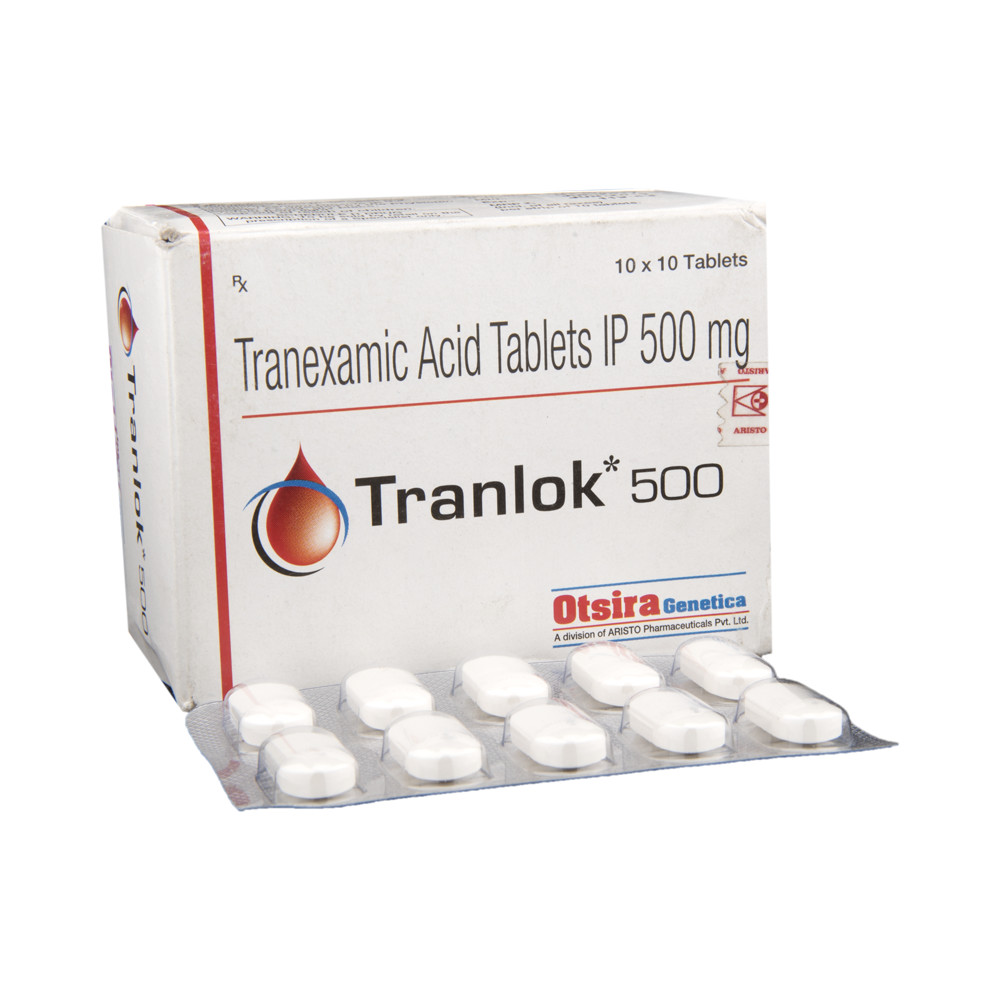 ℞
10 x 10 Tablets
Tranexamic Acid Tablets IP 500 mg
ARISTO
ARISTO
Tranlok* 500
Otsira Genetica
A division of ARISTO Pharmaceuticals Pvt. Ltd.
Tranlok* 500